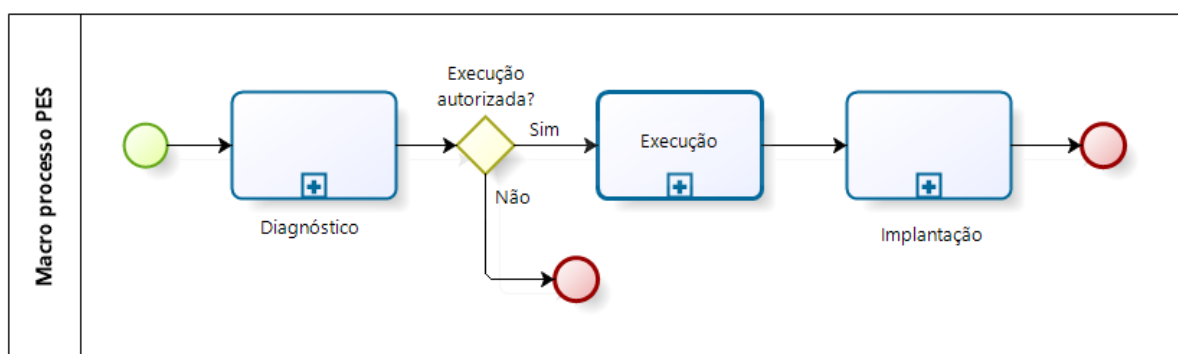 Macro processo PES
Diagnóstico
Execução
autorizada?
Sim
Não
Execução
Implantação